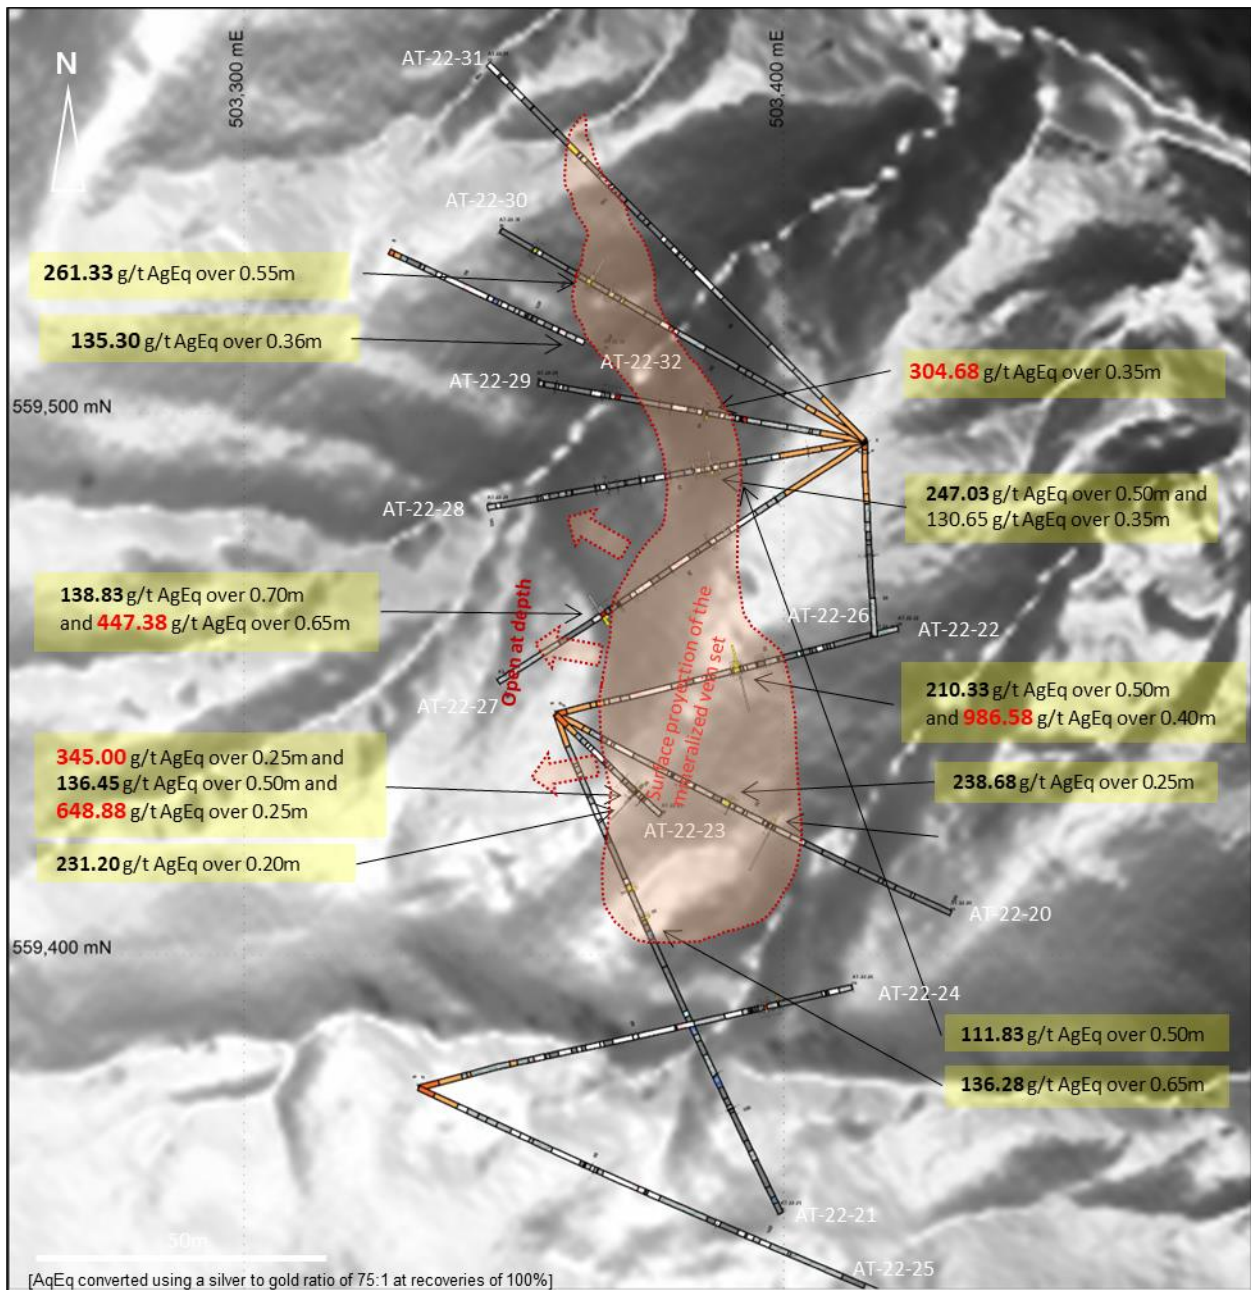 N
503,300 mE
503,400 mE
AT-22-31
AT-22-30
261.33 g/t AgEq over 0.55m
135.30 g/t AgEq over 0.36m
AT-22-32
AT-22-29
304.68 g/t AgEq over 0.35m
559,500 mN
247.03 g/t AgEq over 0.50m and
130.65 g/t AgEq over 0.35m
AT-22-28
138.83 g/t AgEq over 0.70m
and 447.38 g/t AgEq over 0.65m
Open at depth
Surface proyection of the
mineralized vein set
AT-22-26
AT-22-22
AT-22-27
210.33 g/t AgEq over 0.50m
and 986.58 g/t AgEq over 0.40m
345.00 g/t AgEq over 0.25m and
136.45 g/t AgEq over 0.50m and
648.88 g/t AgEq over 0.25m
238.68 g/t AgEq over 0.25m
AT-22-23
231.20 g/t AgEq over 0.20m
AT-22-20
559,400 mN
AT-22-24
111.83 g/t AgEq over 0.50m
136.28 g/t AgEq over 0.65m
AT-22-21
50m
AT-22-25
[AqEq converted using a silver to gold ratio of 75:1 at recoveries of 100%]